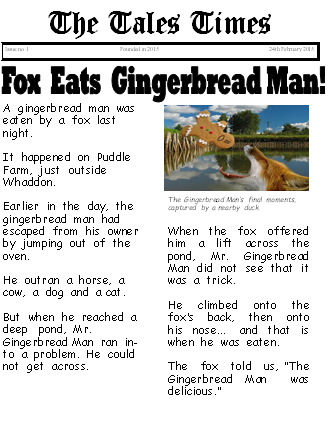 The Tales Times
Issue no. 1 Founded in 2015 24th February 2015
Fox Eats Gingerbread Man!
A gingerbread man was
eaten by a fox last
night.
It happened on Puddle
Farm, just outside
Whaddon.
Earlier in the day, the
gingerbread man had
escaped from his owner
by jumping out of the
oven.
He outran a horse, a
cow, a dog and a cat.
But when he reached a
deep pond, Mr.
Gingerbread Man ran in-
to a problem. He could
not get across.
The Gingerbread Man's final moments,
captured by a nearby duck
When the fox offered
him a lift across the
pond, Mr. Gingerbread
Man did not see that it
was a trick.
He climbed onto the
fox's back, then onto
his nose... and that is
when he was eaten.
The fox told us, "The
Gingerbread Man was
delicious."